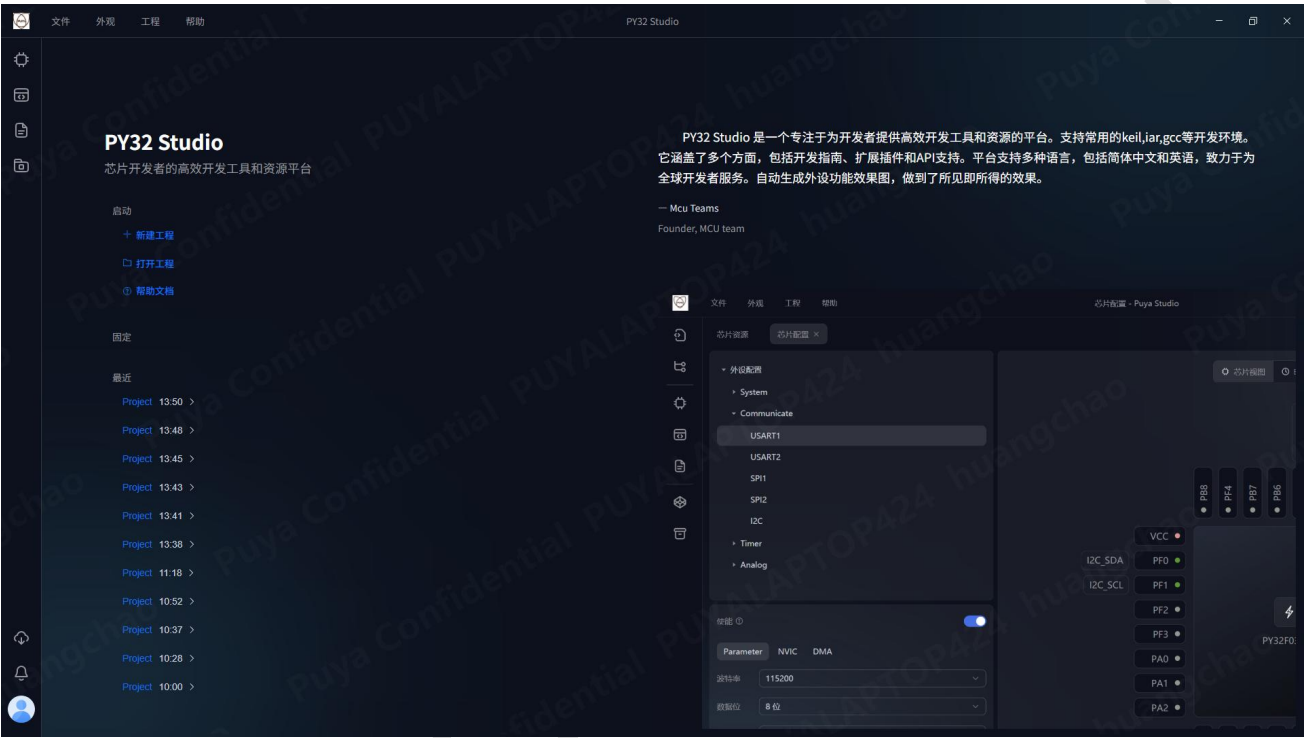 文件 外观 工程 帮助 PY32 Studio
PY32 Studio
芯片开发者的高效开发工具和资源平台
启动
新建工程
打开工程
帮助文档
固定
最近
Project 13:50 >
Project 13:48 >
Project 13:45 >
Project 13:43 >
Project 13:41 >
Project 13:38 >
Project 11:18 >
Project 10:52 >
Project 10:37 >
Project 10:28 >
Project 10:00 >
PY32 Studio 是一个专注于为开发者提供高效开发工具和资源的平台。支持常用的keil,iar,gcc等开发环境。
它涵盖了多个方面，包括开发指南、扩展插件和API支持。平台支持多种语言，包括简体中文和英语，致力于为
全球开发者服务。自动生成外设功能效果图，做到了所见即所得的效果。
— Mcu Teams
Founder, MCU team
文件 外观 工程 帮助 芯片配置 - Puya Studio
芯片资源 芯片配置 ×
外设配置
System
Communicate
USART1
USART2
SPI1
SPI2
I2C
Timer
Analog
使能
Parameter NVIC DMA
波特率 115200
数据位 8 位
芯片视图
PB8 PF4 PB7 PB6
VCC
I2C_SDA PF0
I2C_SCL PF1
PF2
PF3
PA0
PA1
PA2
PY32F03
Puya Confidential PUYALAPTOP424 huangchao